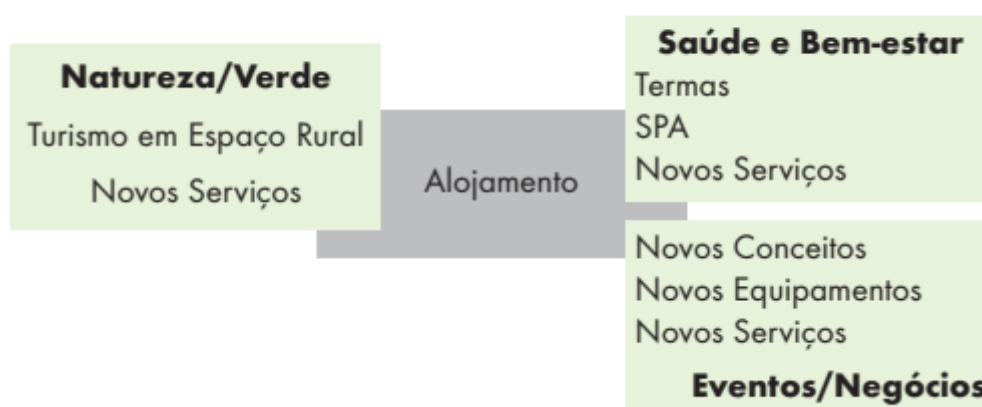 Natureza/Verde
Turismo em Espaço Rural
Novos Serviços
Alojamento
Saúde e Bem-estar
Termas
SPA
Novos Serviços
Novos Conceitos
Novos Equipamentos
Novos Serviços
Eventos/Negócios